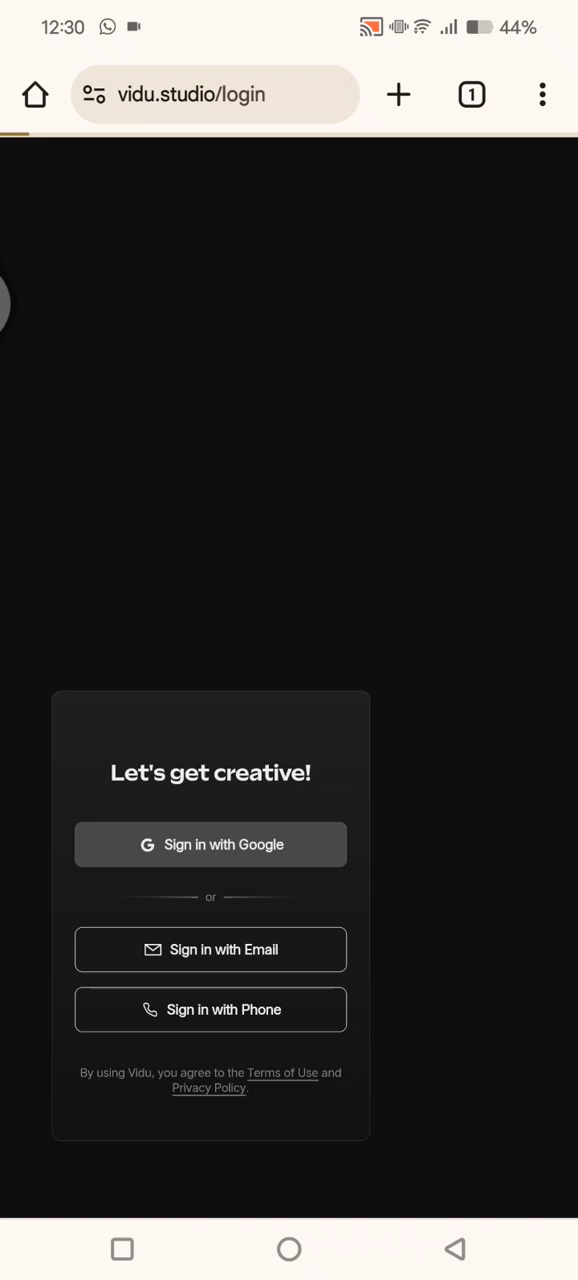 12:30
44%
vidu.studio/login
1
Let's get creative!
G Sign in with Google
or
Sign in with Email
Sign in with Phone
By using Vidu, you agree to the Terms of Use and
Privacy Policy.